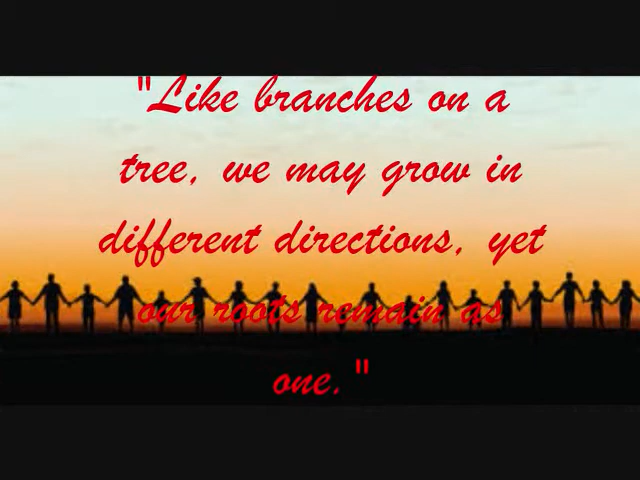 "Like branches on a
tree, we may grow in
different directions, yet
our roots remain as
one."